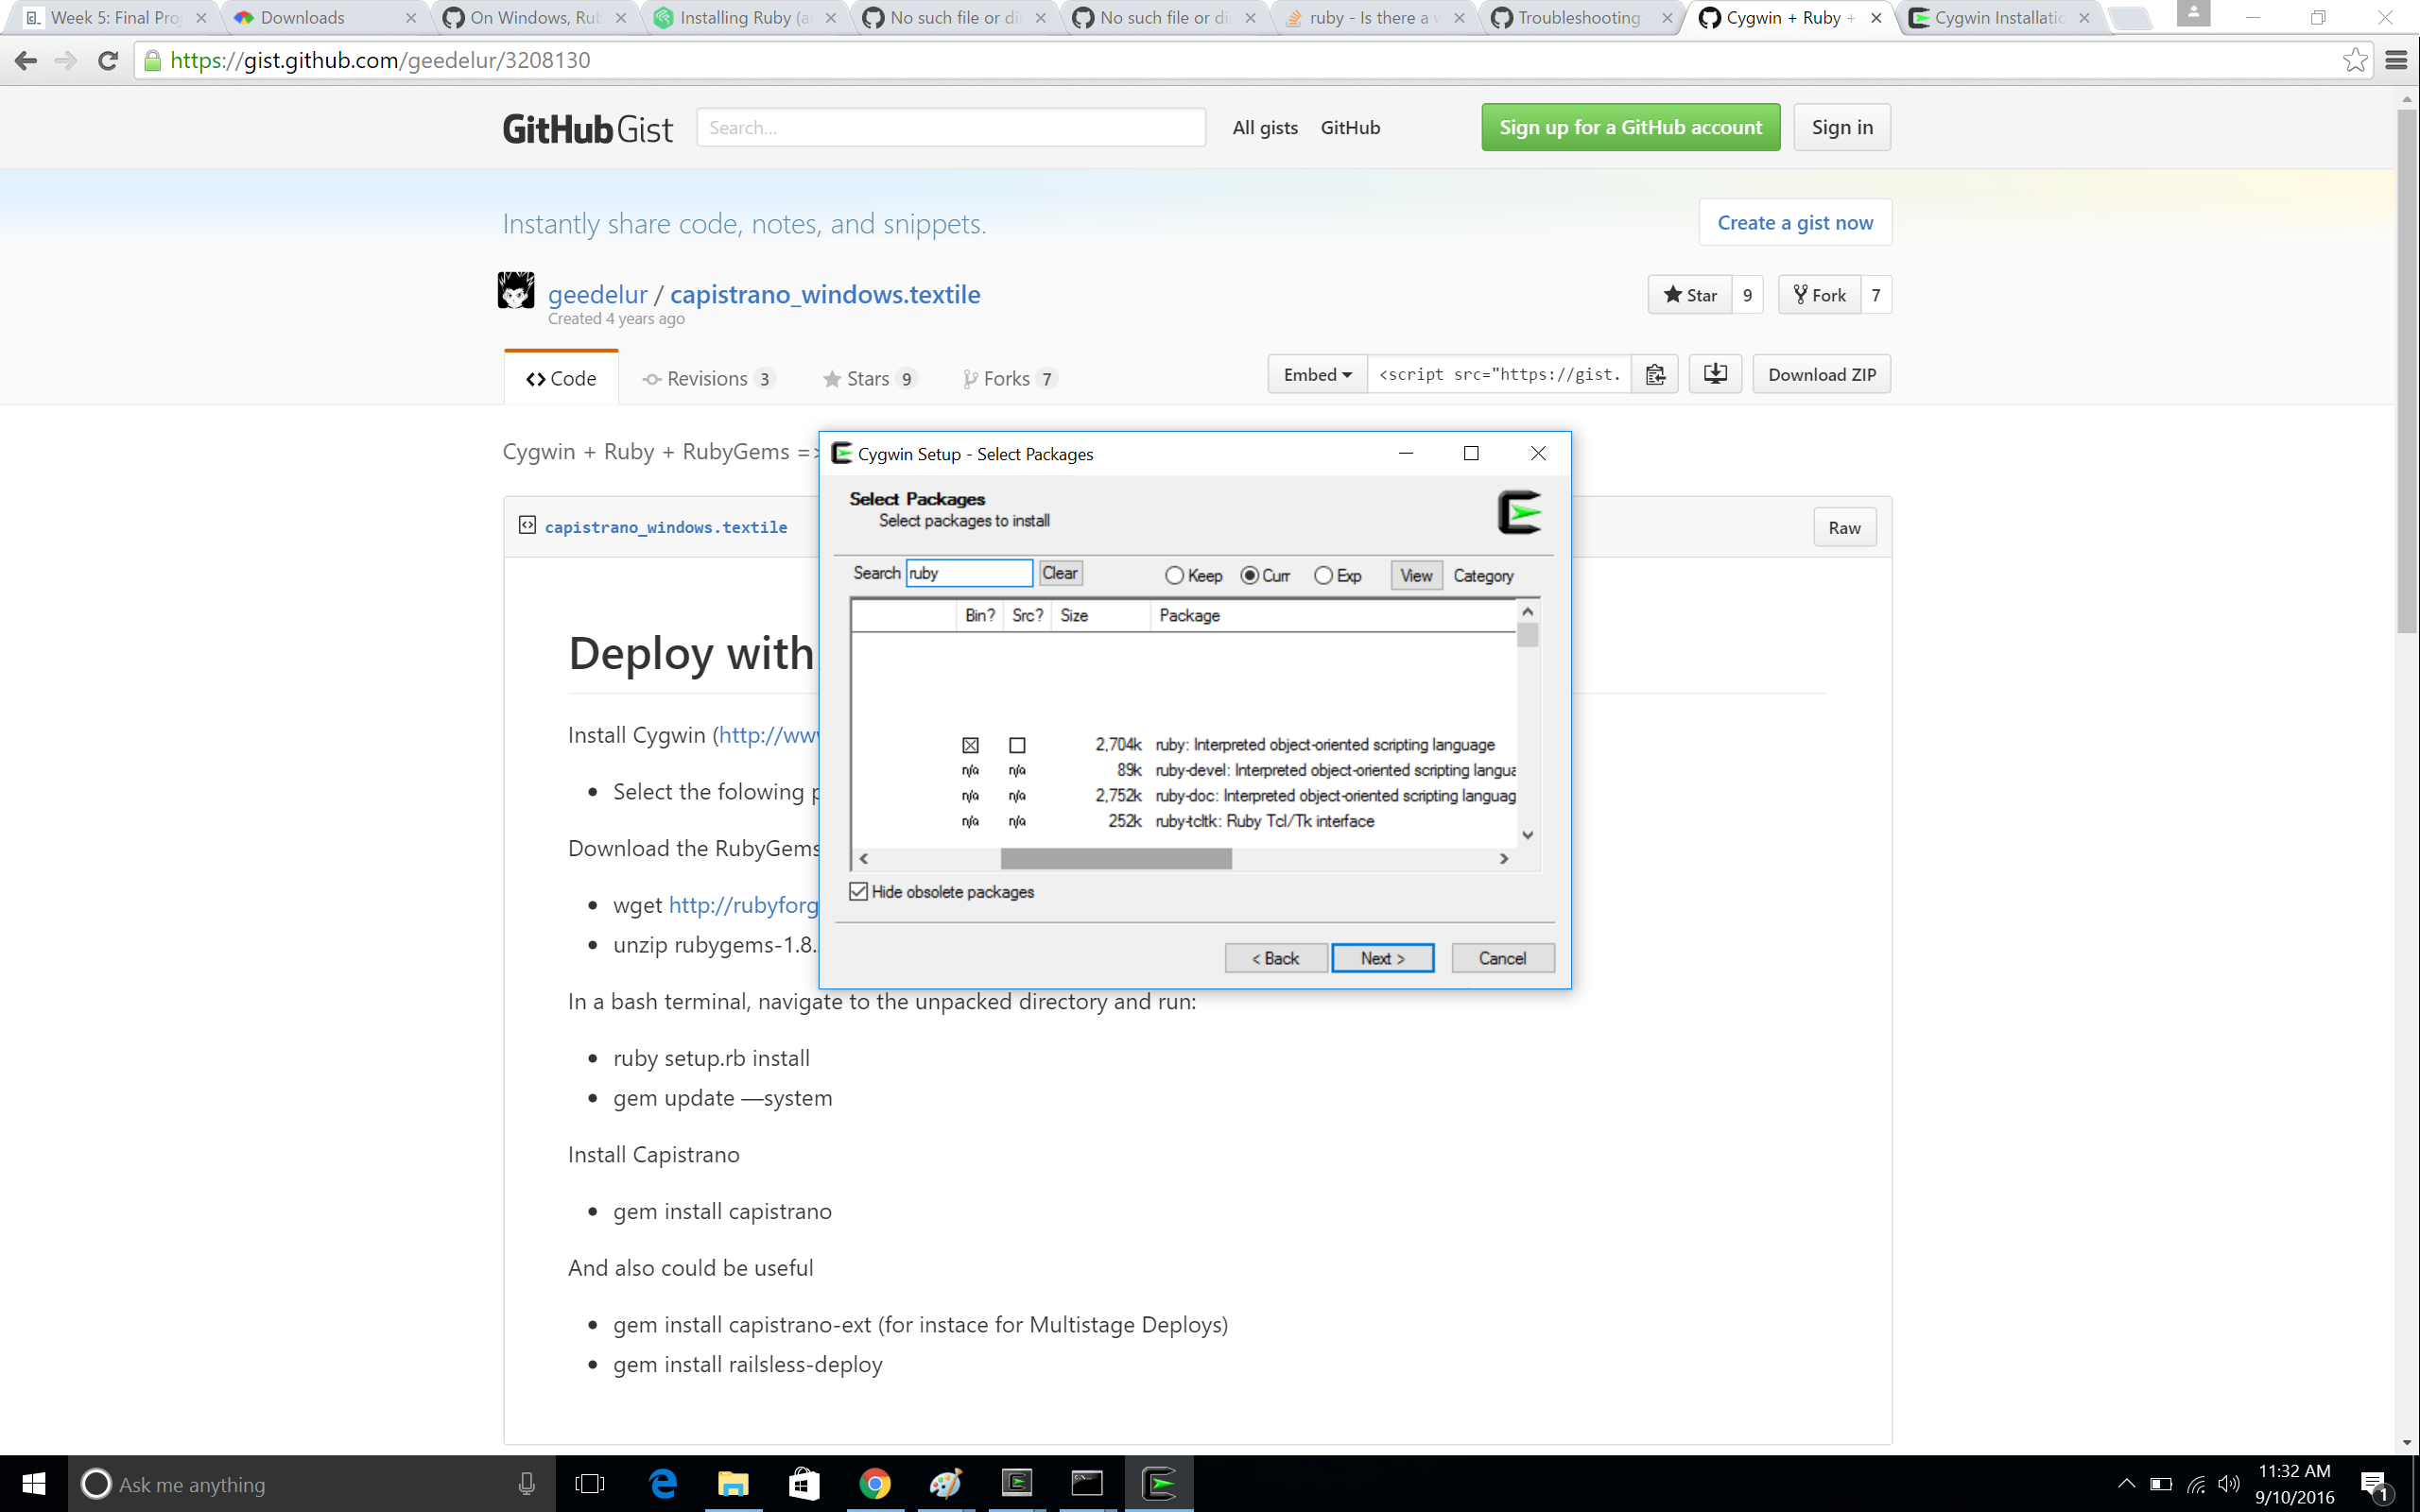 Week 5: Final Pro
Downloads
On Windows, Rub
Installing Ruby (a
No such file or di
No such file or di
ruby - Is there a w
Troubleshooting
Cygwin + Ruby +
Cygwin Installatio
https://gist.github.com/geedelur/3208130
GitHub Gist
Search...
All gists
GitHub
Sign up for a GitHub account
Sign in
Instantly share code, notes, and snippets.
Create a gist now
geedelur / capistrano_windows.textile
Created 4 years ago
Star 9
Fork 7
Code
Revisions 3
Stars 9
Forks 7
Embed
<script src="https://gist.
Download ZIP
Cygwin + Ruby + RubyGems =>
capistrano_windows.textile
Raw
Deploy with
Install Cygwin (http://ww
• Select the folowing p
Download the RubyGems
• wget http://rubyforg
• unzip rubygems-1.8.
In a bash terminal, navigate to the unpacked directory and run:
• ruby setup.rb install
• gem update —system
Install Capistrano
• gem install capistrano
And also could be useful
• gem install capistrano-ext (for instace for Multistage Deploys)
• gem install railsless-deploy
Cygwin Setup - Select Packages
Select Packages
Select packages to install
Search ruby Clear Keep Curr Exp View Category
Bin? Src? Size Package
2,704k ruby: Interpreted object-oriented scripting language
n/a n/a 89k ruby-devel: Interpreted object-oriented scripting langua
n/a n/a 2,752k ruby-doc: Interpreted object-oriented scripting languag
n/a n/a 252k ruby-tcltk: Ruby Tcl/Tk interface
Hide obsolete packages
< Back Next > Cancel
Ask me anything
11:32 AM
9/10/2016
1